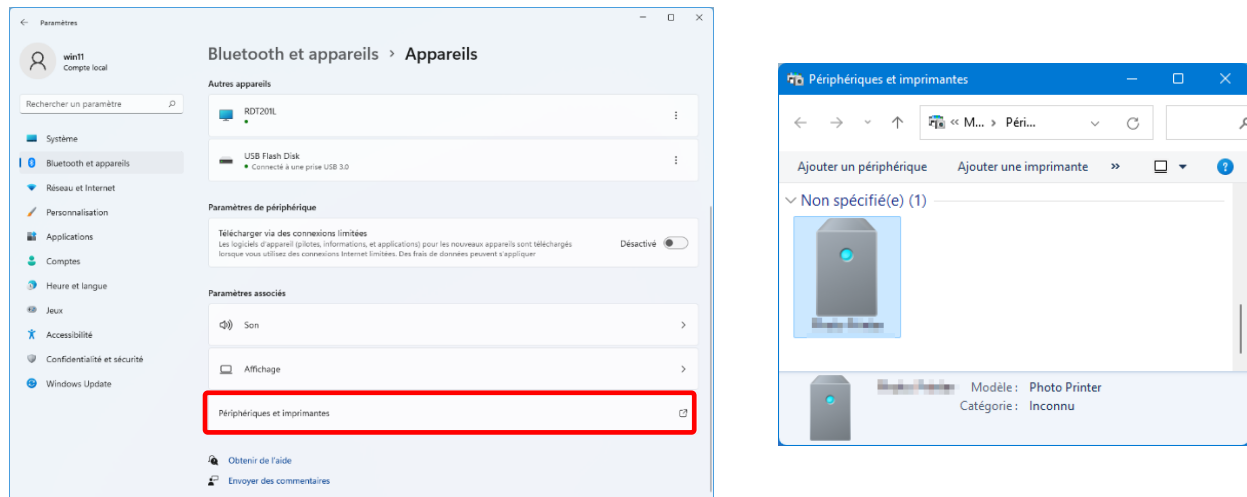 Paramètres
win11
Compte local
Rechercher un paramètre
Système
Bluetooth et appareils
Réseau et Internet
Personnalisation
Applications
Comptes
Heure et langue
Jeux
Accessibilité
Confidentialité et sécurité
Windows Update
Bluetooth et appareils > Appareils
Autres appareils
RDT201L
USB Flash Disk
Connecté à une prise USB 3.0
Paramètres de périphérique
Télécharger via des connexions limitées
Les logiciels d'appareil (pilotes, informations, et applications) pour les nouveaux appareils sont téléchargés
lorsque vous utilisez des connexions Internet limitées. Des frais de données peuvent s'appliquer
Désactivé
Paramètres associés
Son
Affichage
Périphériques et imprimantes
Obtenir de l'aide
Envoyer des commentaires
Périphériques et imprimantes
« M... > Péri...
Ajouter un périphérique Ajouter une imprimante »
Non spécifié(e) (1)
Modèle : Photo Printer
Catégorie : Inconnu